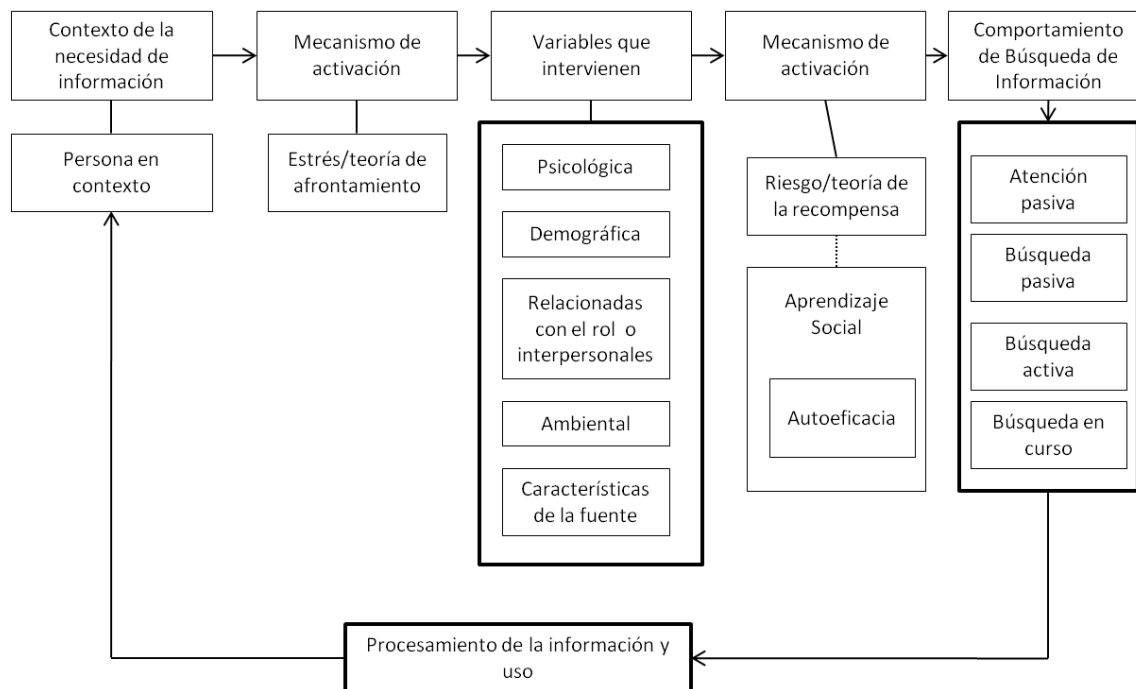 Contexto de la
necesidad de
información
Mecanismo de
activación
Variables que
intervienen
Mecanismo de
activación
Comportamiento
de Búsqueda de
Información
Persona en
contexto
Estrés/teoría de
afrontamiento
Psicológica
Demográfica
Relacionadas
con el rol o
interpersonales
Ambiental
Características
de la fuente
Riesgo/teoría de
la recompensa
Aprendizaje
Social
Autoeficacia
Atención
pasiva
Búsqueda
pasiva
Búsqueda
activa
Búsqueda en
curso
Procesamiento de la información y
uso